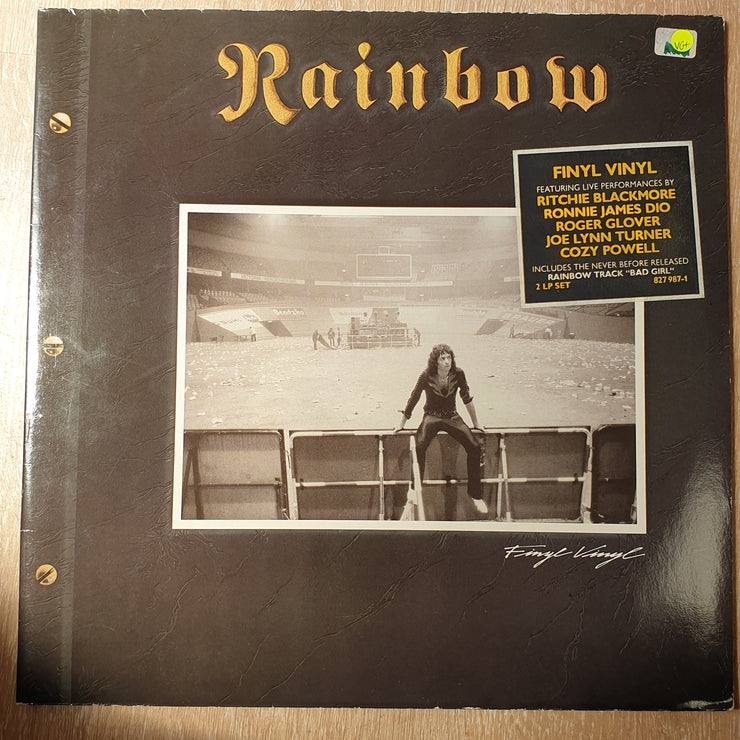 Rainbow
VG+
FINYL VINYL
FEATURING LIVE PERFORMANCES BY
RITCHIE BLACKMORE
RONNIE JAMES DIO
ROGER GLOVER
JOE LYNN TURNER
COZY POWELL
INCLUDES THE NEVER BEFORE RELEASED
RAINBOW TRACK "BAD GIRL"
2 LP SET 827 987-1
Finyl Vinyl